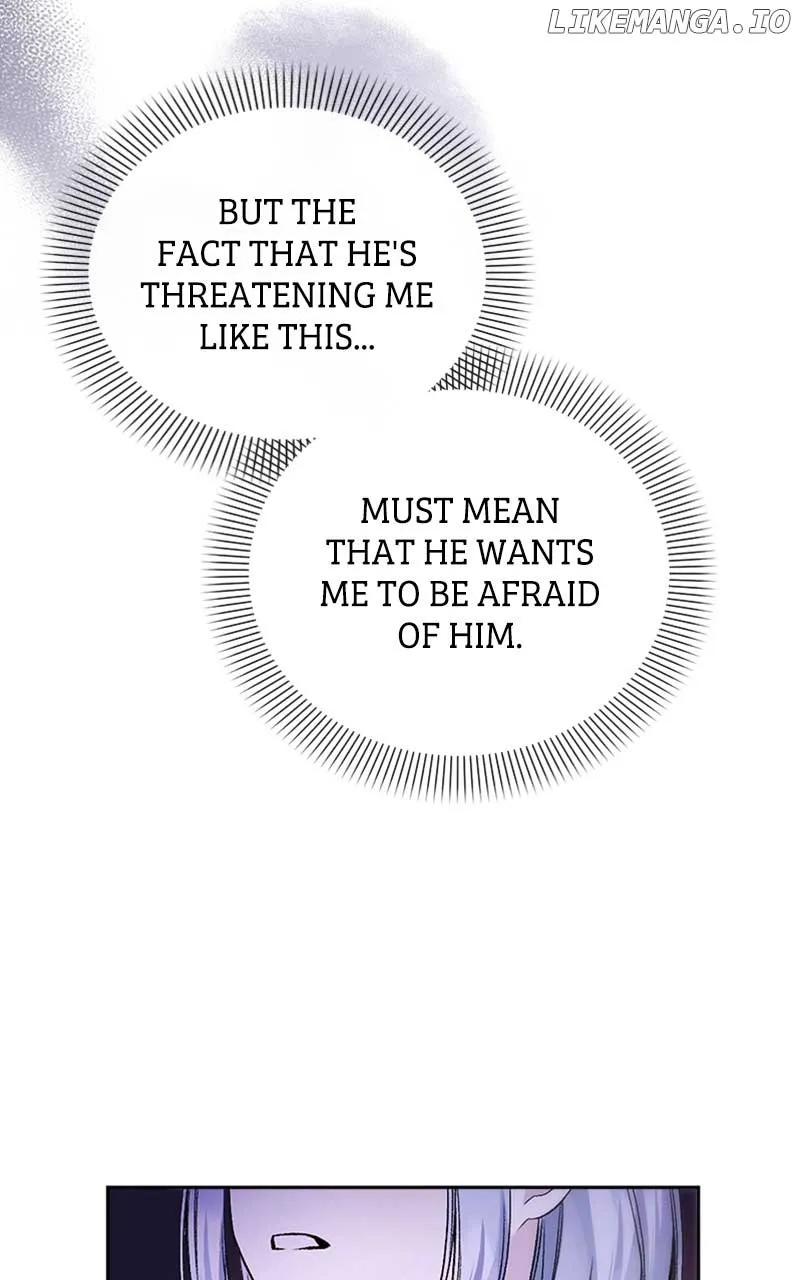 LIKEMANGA.IO
BUT THE
FACT THAT HE'S
THREATENING ME
LIKE THIS...
MUST MEAN
THAT HE WANTS
ME TO BE AFRAID
OF HIM.